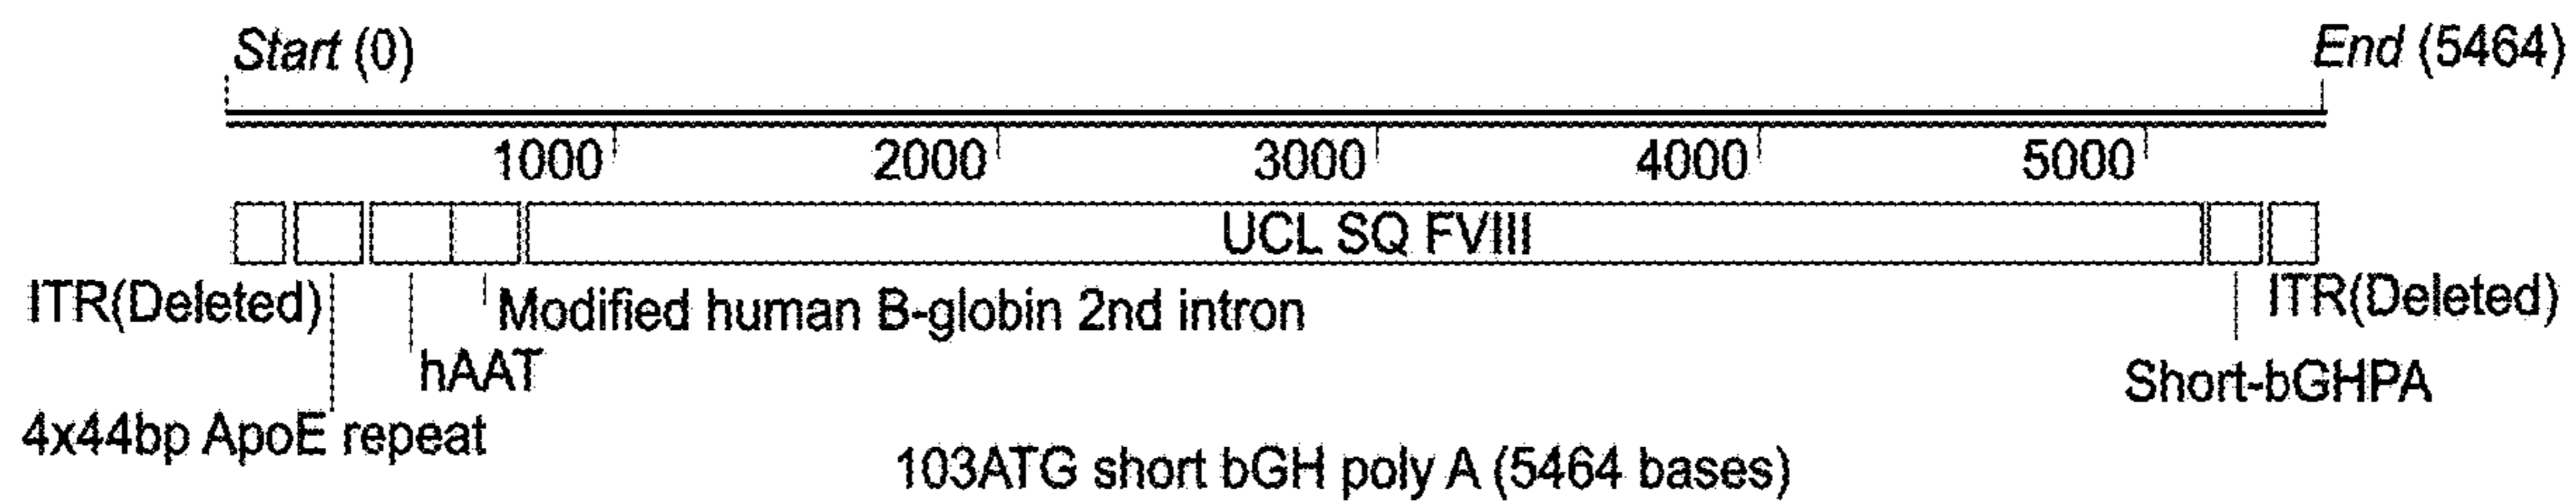 Start (0) End (5464)
1000 2000 3000 4000 5000
UCL SQ FVIII
ITR(Deleted) Modified human B-globin 2nd intron ITR(Deleted)
hAAT Short-bGHPA
4x44bp ApoE repeat
103ATG short bGH poly A (5464 bases)